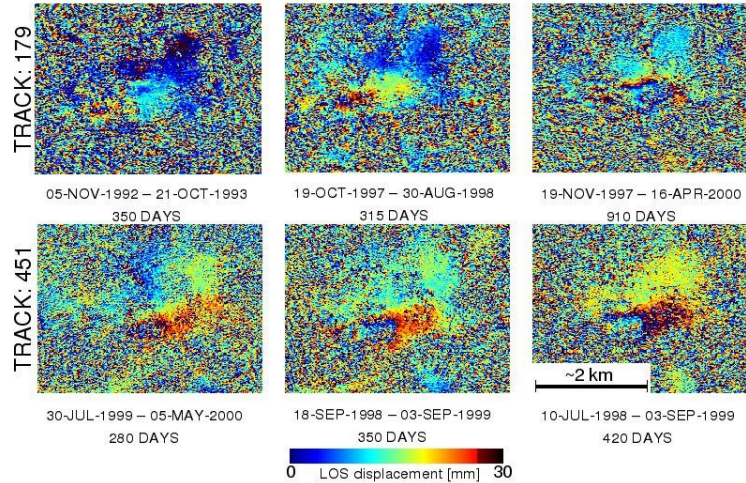 TRACK: 179
05-NOV-1992 – 21-OCT-1993
350 DAYS
19-OCT-1997 – 30-AUG-1998
315 DAYS
19-NOV-1997 – 16-APR-2000
910 DAYS
TRACK: 451
30-JUL-1999 – 05-MAY-2000
280 DAYS
18-SEP-1998 – 03-SEP-1999
350 DAYS
~2 km
10-JUL-1998 – 03-SEP-1999
420 DAYS
0 LOS displacement [mm] 30